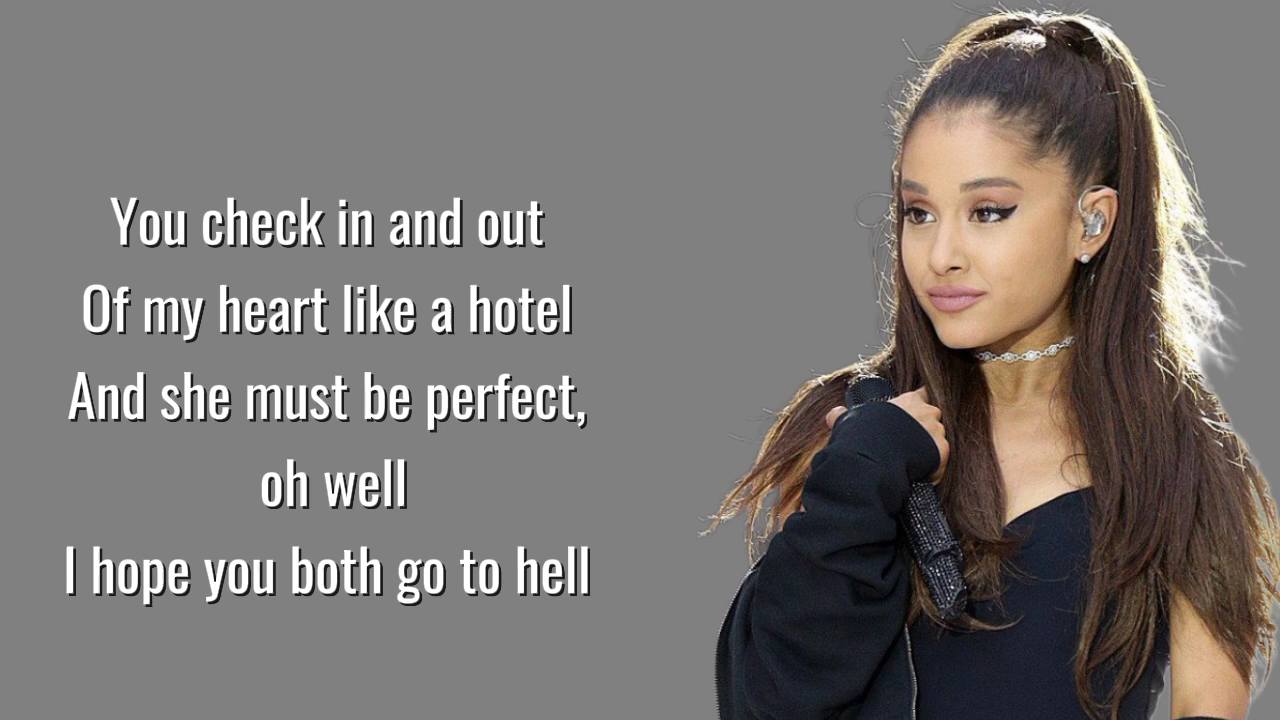 You check in and out
Of my heart like a hotel
And she must be perfect,
oh well
I hope you both go to hell